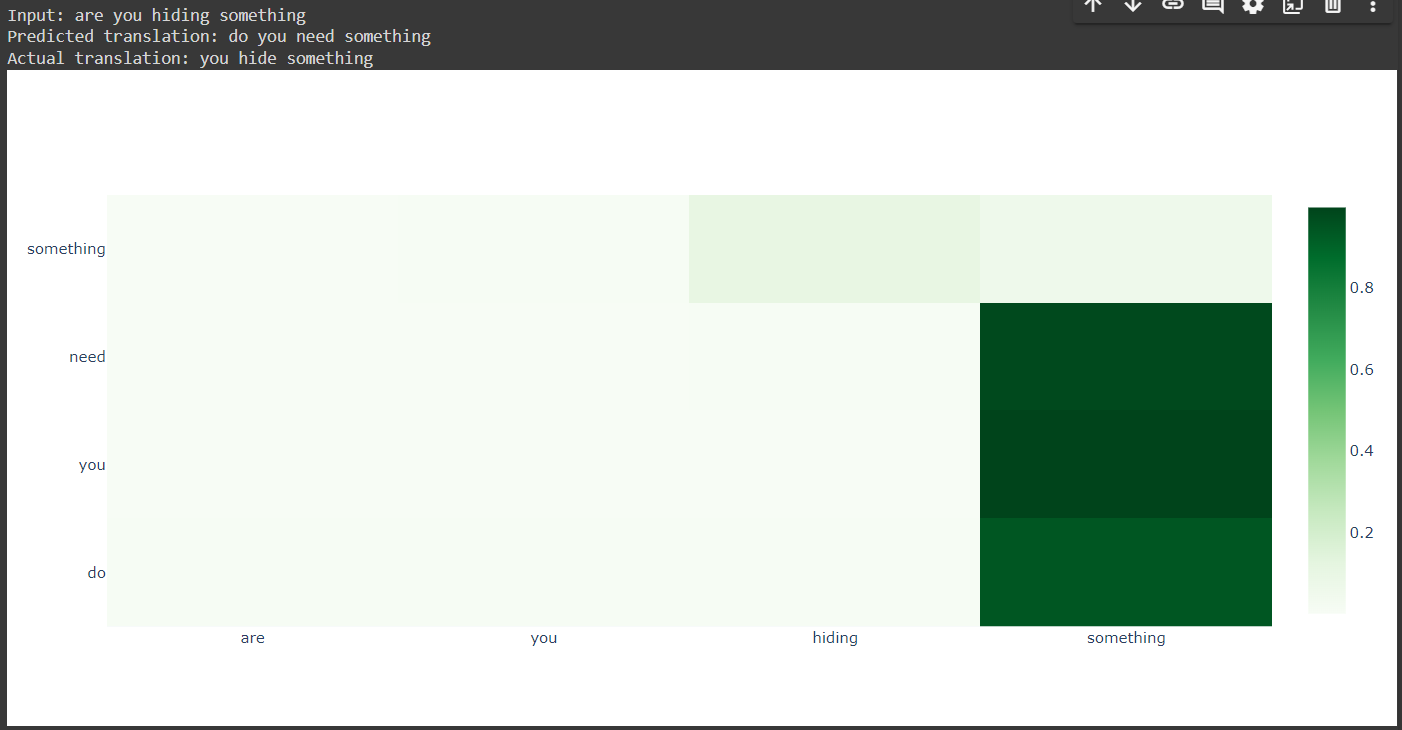 Input: are you hiding something
Predicted translation: do you need something
Actual translation: you hide something
something
need
you
do
are you hiding something
0.8
0.6
0.4
0.2